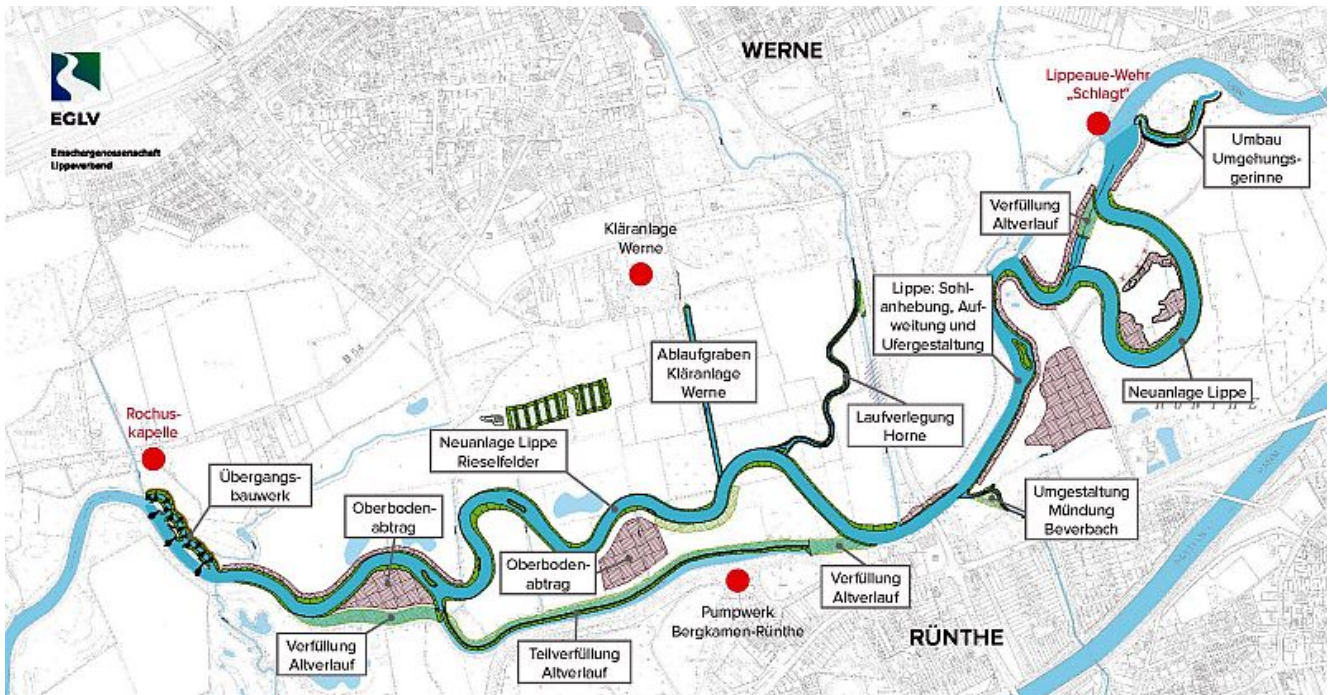 WERNE
EGLV
Emschergenossenschaft
Lippeverband
Lippeaue-Wehr
„Schlagt“
Umbau
Umgehungs-
gerinne
Verfüllung
Altverlauf
Kläranlage
Werne
Lippe: Sohl-
anhebung, Auf-
weitung und
Ufergestaltung
Ablaufgraben
Kläranlage
Werne
B 54
Neuanlage Lippe
Laufverlegung
Horne
Rochus-
kapelle
Neuanlage Lippe
Rieselfelder
Übergangs-
bauwerk
Oberboden-
abtrag
Umgestaltung
Mündung
Beverbach
Oberboden-
abtrag
Verfüllung
Altverlauf
Pumpwerk
Bergkamen-Rünthe
RÜNTHE
Verfüllung
Altverlauf
Teilverfüllung
Altverlauf